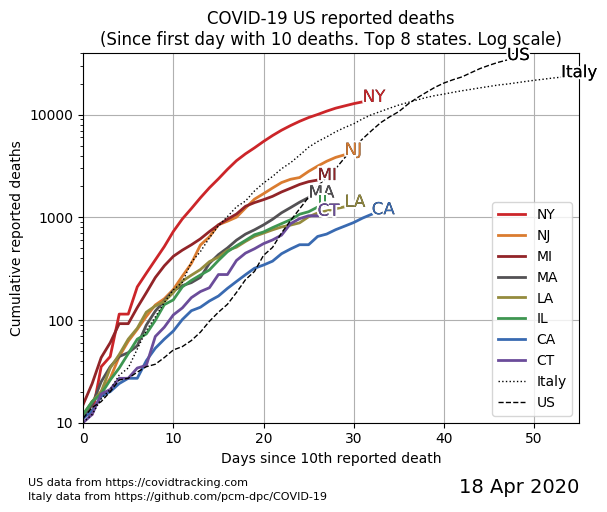 COVID-19 US reported deaths
(Since first day with 10 deaths. Top 8 states. Log scale)
Cumulative reported deaths
10000
1000
100
10
US
Italy
NY
NJ
MI
MA
IL
LA
CT
CA
NY
NJ
MI
MA
LA
IL
CA
CT
Italy
US
0 10 20 30 40 50
Days since 10th reported death
US data from https://covidtracking.com
Italy data from https://github.com/pcm-dpc/COVID-19
18 Apr 2020